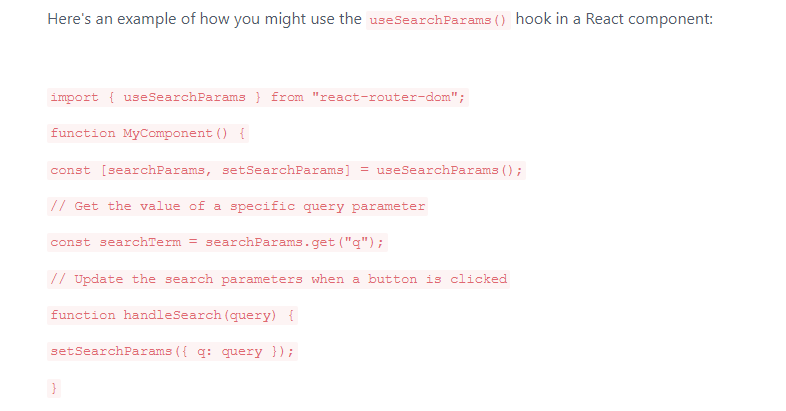 Here's an example of how you might use the useSearchParams() hook in a React component:
import { useSearchParams } from "react-router-dom";
function MyComponent() {
const [searchParams, setSearchParams] = useSearchParams();
// Get the value of a specific query parameter
const searchTerm = searchParams.get("q");
// Update the search parameters when a button is clicked
function handleSearch(query) {
setSearchParams({ q: query });
}